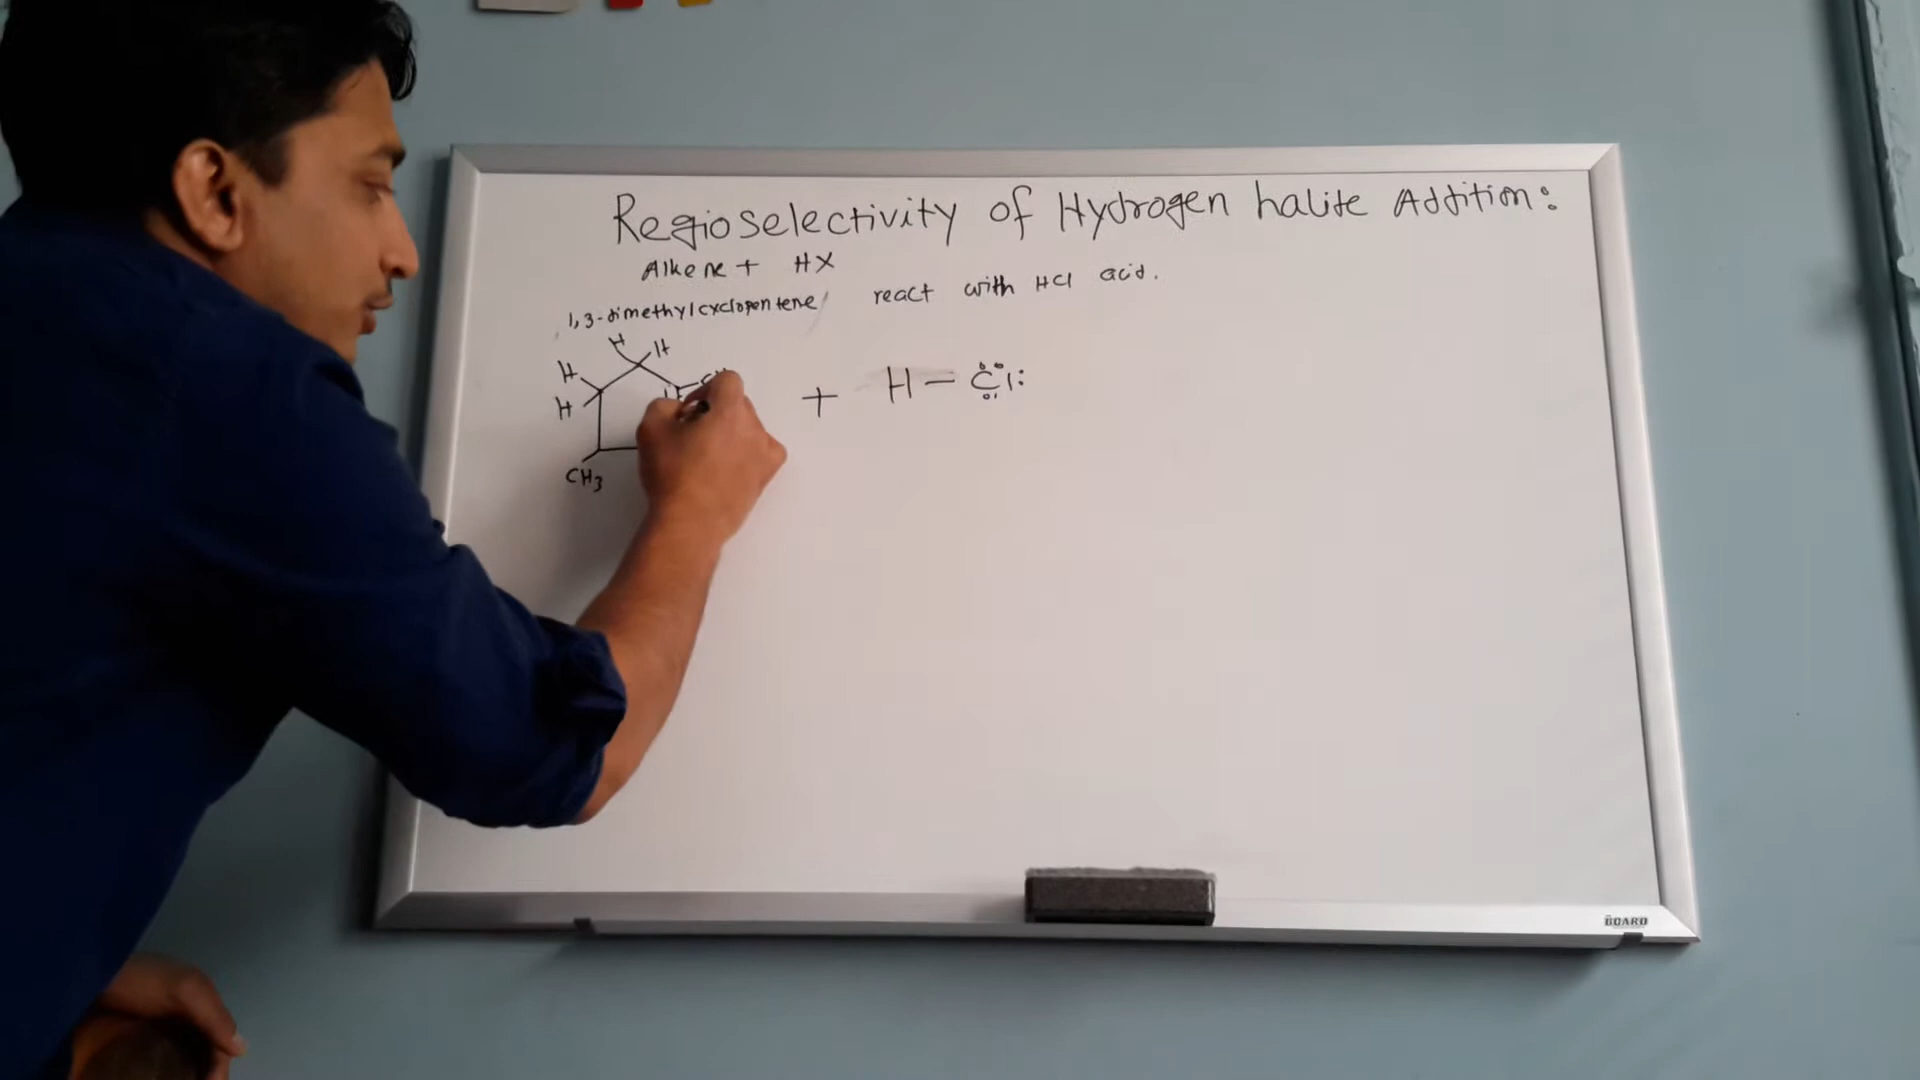 Regioselectivity of Hydrogen halite Addition:
Alkene + HX
1,3-dimethylcyclopentene react with HCl acid.
H H
H
H
CH3
+ H — Cl:
BOARD